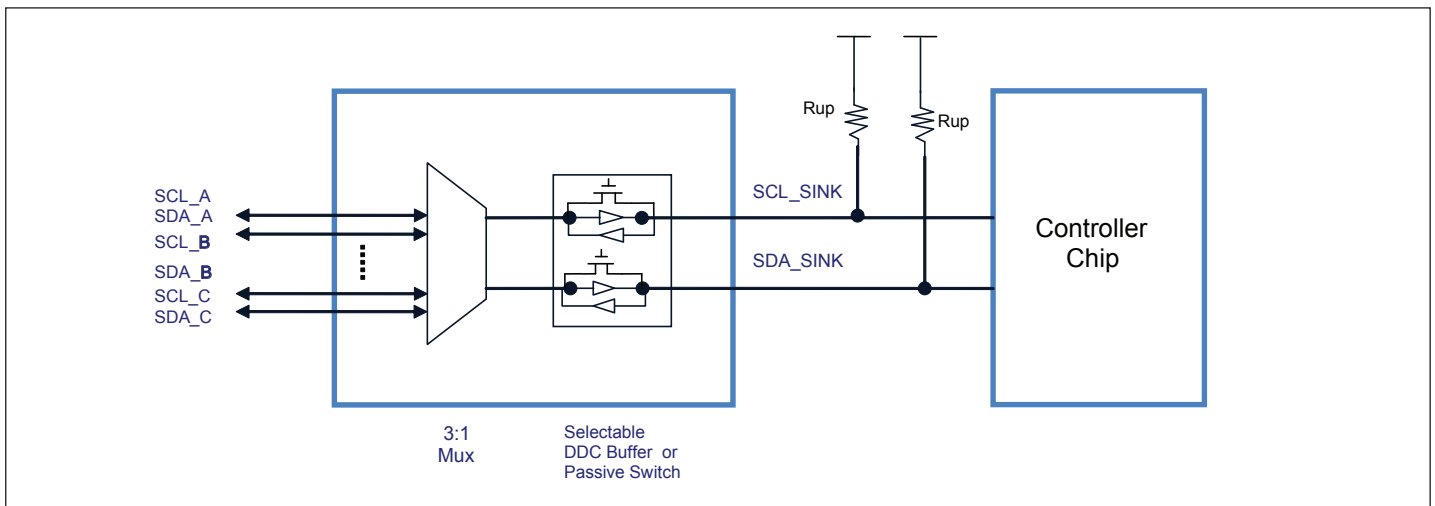 SCL_A
SDA_A
SCL_B
SDA_B
SCL_C
SDA_C
3:1
Mux
Selectable
DDC Buffer or
Passive Switch
SCL_SINK
SDA_SINK
Rup
Rup
Controller
Chip